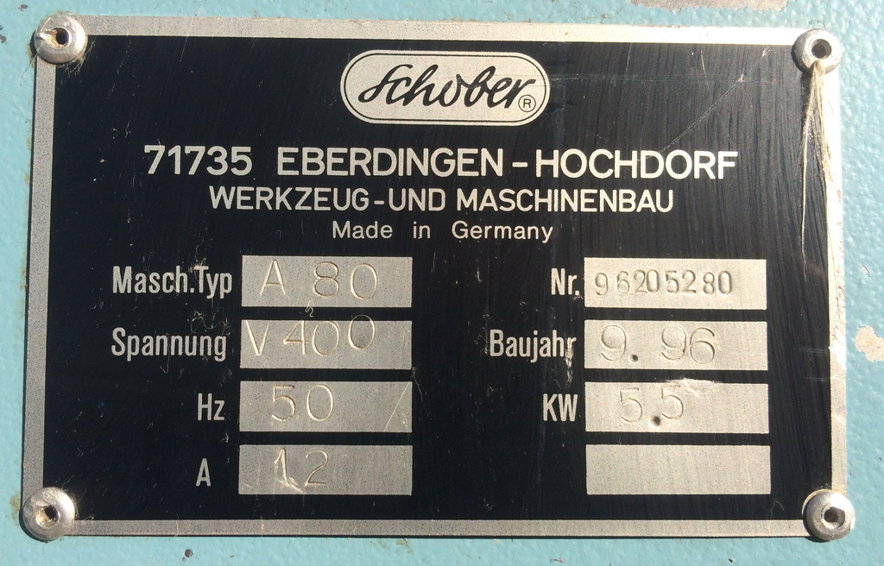 Schober ®
71735 EBERDINGEN - HOCHDORF
WERKZEUG - UND MASCHINENBAU
Made in Germany
Masch.Typ A 80 Nr. 96205280
Spannung V 400 Baujahr 9.96
Hz 50 KW 5,5
A 12